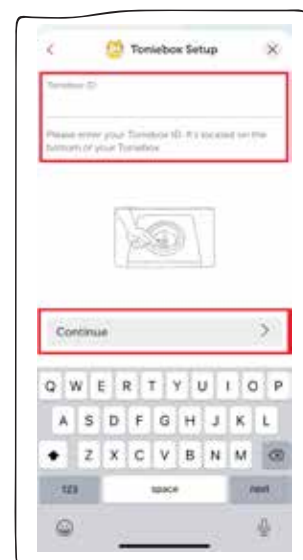 Toniebox Setup
Toniebox ID
Please enter your Toniebox ID. It's located on the
bottom of your Toniebox
Continue
Q W E R T Y U I O P
A S D F G H J K L
Z X C V B N M
123 space next